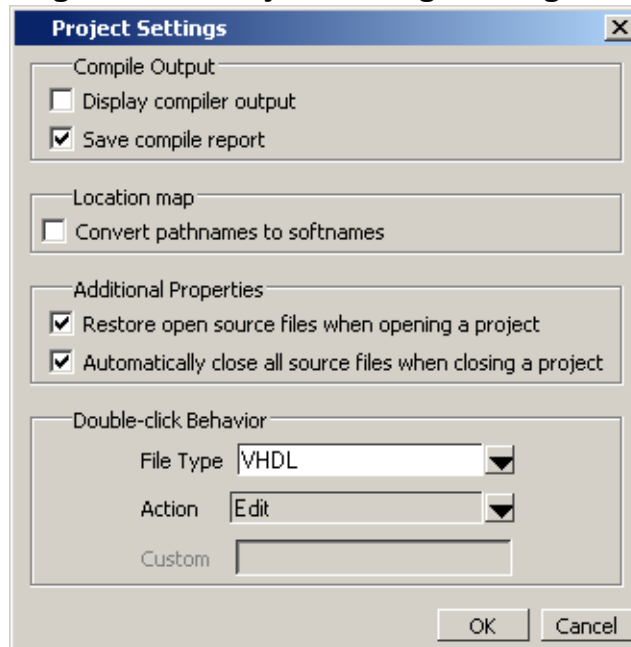 Project Settings
Compile Output
Display compiler output
Save compile report
Location map
Convert pathnames to softnames
Additional Properties
Restore open source files when opening a project
Automatically close all source files when closing a project
Double-click Behavior
File Type VHDL
Action Edit
Custom
OK Cancel